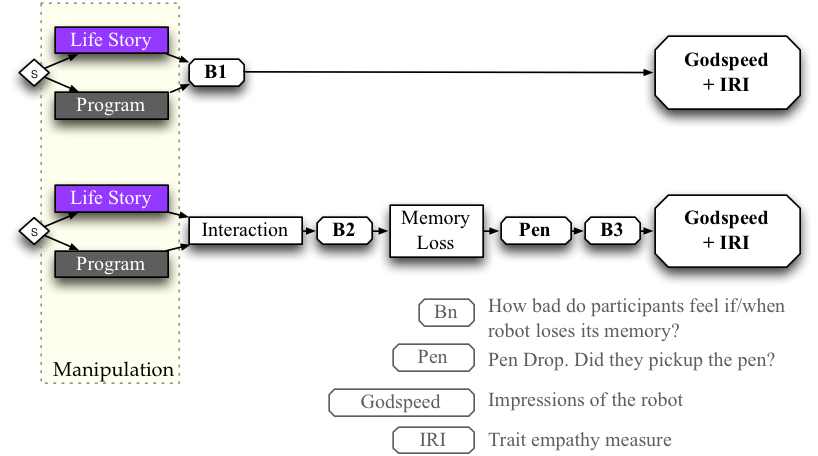 Life Story
S
B1
Program
Godspeed
+ IRI
Life Story
S
Program
Interaction
B2
Memory
Loss
Pen
B3
Godspeed
+ IRI
Manipulation
Bn
How bad do participants feel if/when
robot loses its memory?
Pen
Pen Drop. Did they pickup the pen?
Godspeed
Impressions of the robot
IRI
Trait empathy measure